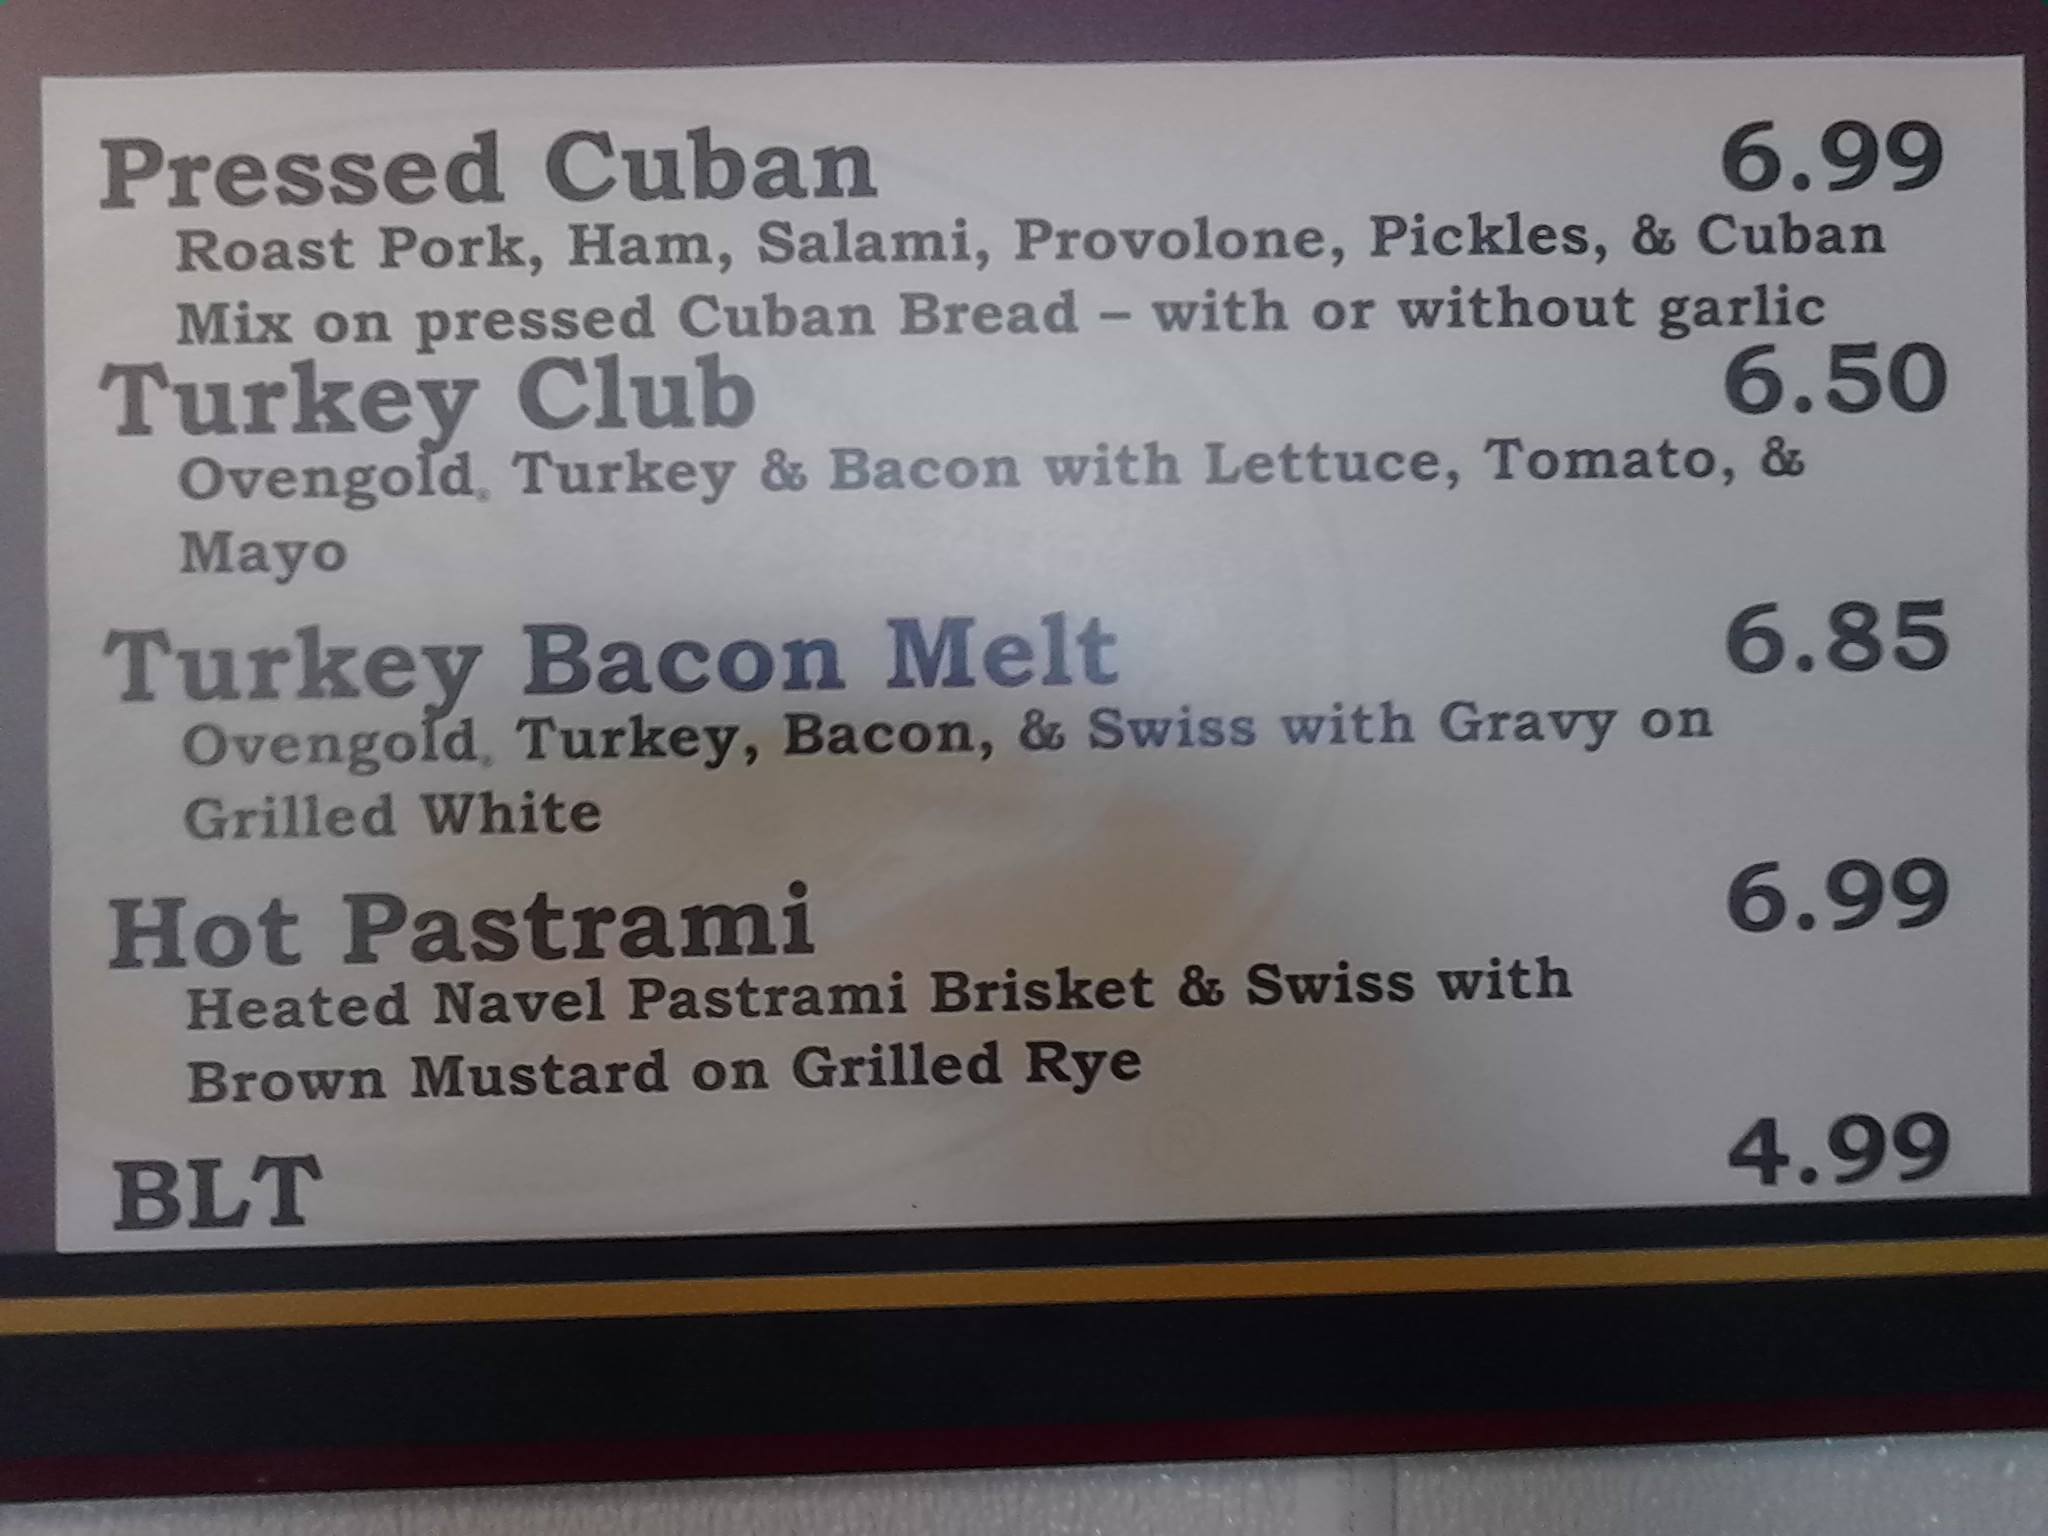 Pressed Cuban 6.99
Roast Pork, Ham, Salami, Provolone, Pickles, & Cuban
Mix on pressed Cuban Bread – with or without garlic
Turkey Club 6.50
Ovengold® Turkey & Bacon with Lettuce, Tomato, &
Mayo
Turkey Bacon Melt 6.85
Ovengold® Turkey, Bacon, & Swiss with Gravy on
Grilled White
Hot Pastrami 6.99
Heated Navel Pastrami Brisket & Swiss with
Brown Mustard on Grilled Rye
BLT 4.99
®